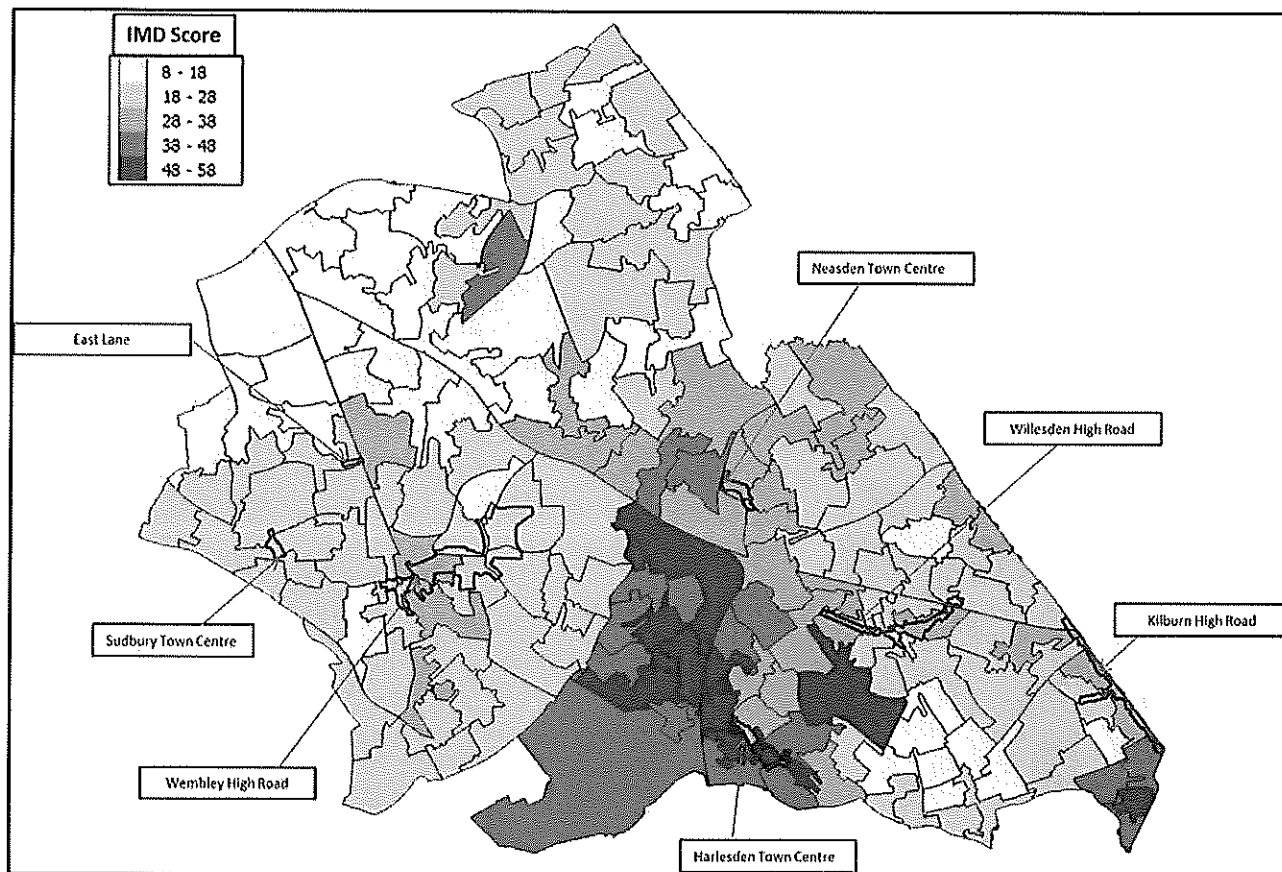 IMD Score
8 - 18
18 - 28
28 - 38
38 - 48
48 - 58
Neasden Town Centre
East Lane
Willesden High Road
Kilburn High Road
Sudbury Town Centre
Wembley High Road
Harlesden Town Centre